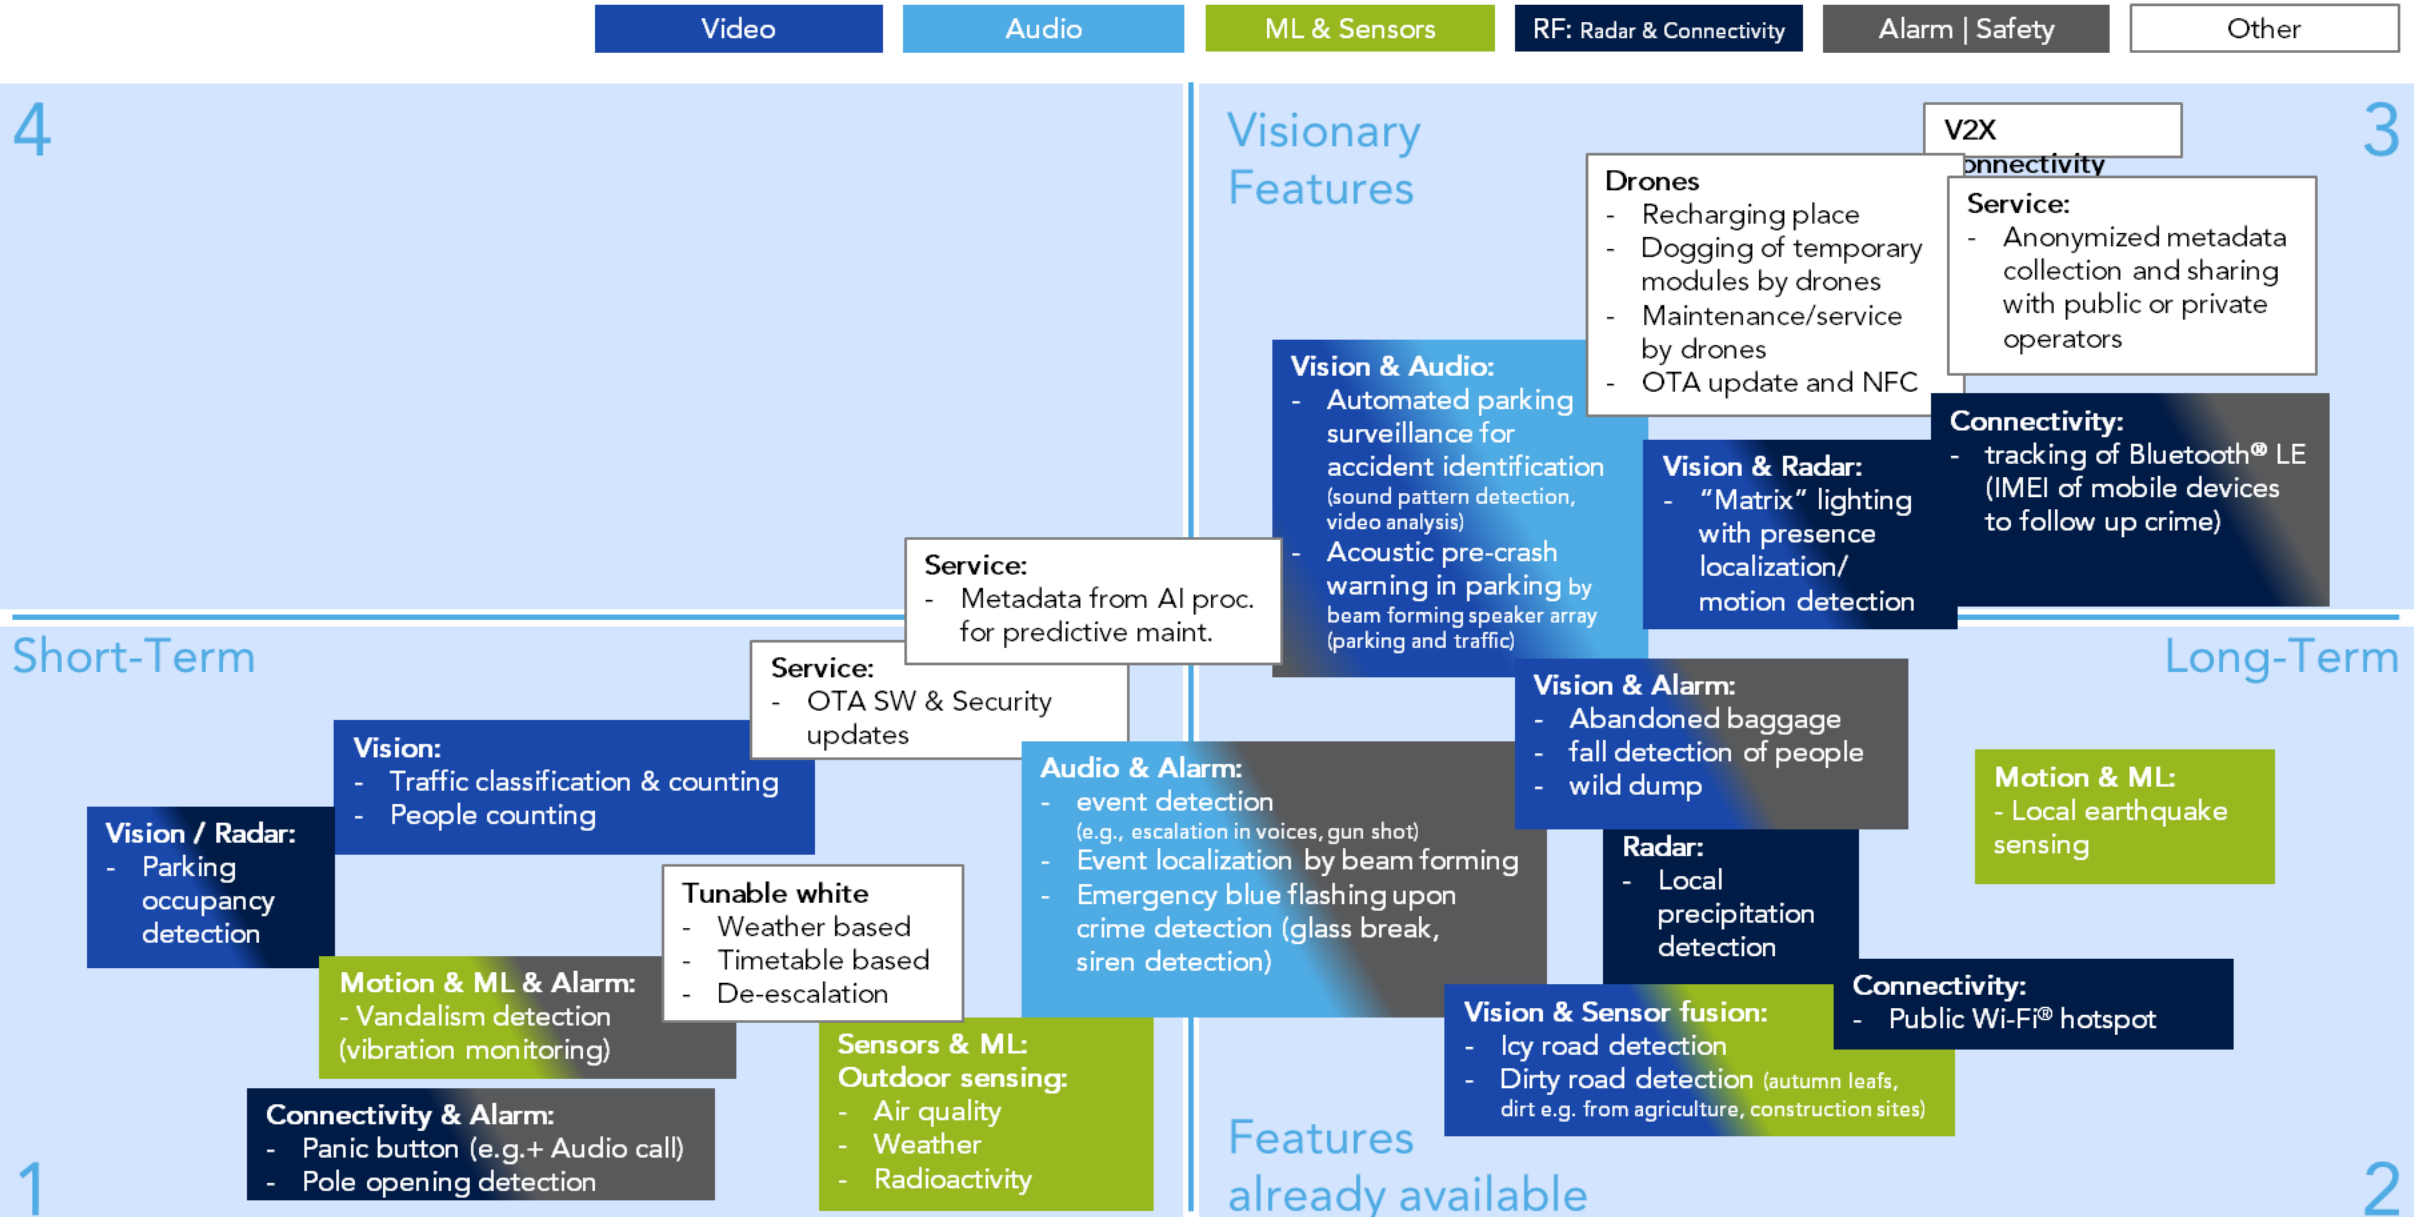 Video
Audio
ML & Sensors
RF: Radar & Connectivity
Alarm | Safety
Other
4
Visionary
Features
3
V2X
onnectivity
Drones
- Recharging place
- Dogging of temporary
modules by drones
- Maintenance/service
by drones
- OTA update and NFC
Service:
- Anonymized metadata
collection and sharing
with public or private
operators
Vision & Audio:
- Automated parking
surveillance for
accident identification
(sound pattern detection,
video analysis)
- Acoustic pre-crash
warning in parking by
beam forming speaker array
(parking and traffic)
Vision & Radar:
- “Matrix” lighting
with presence
localization/
motion detection
Connectivity:
- tracking of Bluetooth® LE
(IMEI of mobile devices
to follow up crime)
Service:
- Metadata from AI proc.
for predictive maint.
Short-Term
Long-Term
Service:
- OTA SW & Security
updates
Vision:
- Traffic classification & counting
- People counting
Vision / Radar:
- Parking
occupancy
detection
Tunable white
- Weather based
- Timetable based
- De-escalation
Motion & ML & Alarm:
- Vandalism detection
(vibration monitoring)
Connectivity & Alarm:
- Panic button (e.g.+ Audio call)
- Pole opening detection
Sensors & ML:
Outdoor sensing:
- Air quality
- Weather
- Radioactivity
Audio & Alarm:
- event detection
(e.g., escalation in voices, gun shot)
- Event localization by beam forming
- Emergency blue flashing upon
crime detection (glass break,
siren detection)
Vision & Alarm:
- Abandoned baggage
- fall detection of people
- wild dump
Motion & ML:
- Local earthquake
sensing
Radar:
- Local
precipitation
detection
Connectivity:
- Public Wi-Fi® hotspot
Vision & Sensor fusion:
- Icy road detection
- Dirty road detection (autumn leafs,
dirt e.g. from agriculture, construction sites)
1
Features
already available
2